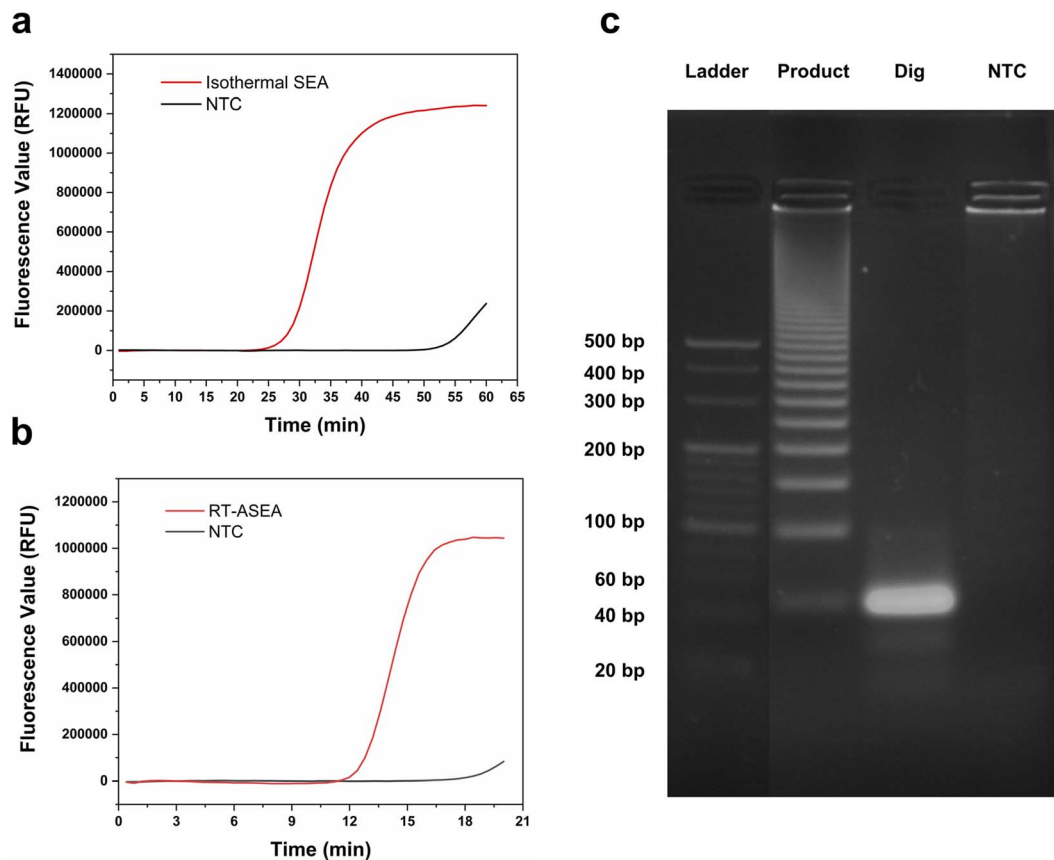 a
Fluorescence Value (RFU)
1400000
1200000
1000000
800000
600000
400000
200000
0
Isothermal SEA
NTC
0 5 10 15 20 25 30 35 40 45 50 55 60 65
Time (min)
b
Fluorescence Value (RFU)
1200000
1000000
800000
600000
400000
200000
0
RT-ASEA
NTC
0 3 6 9 12 15 18 21
Time (min)
c
Ladder Product Dig NTC
500 bp
400 bp
300 bp
200 bp
100 bp
60 bp
40 bp
20 bp